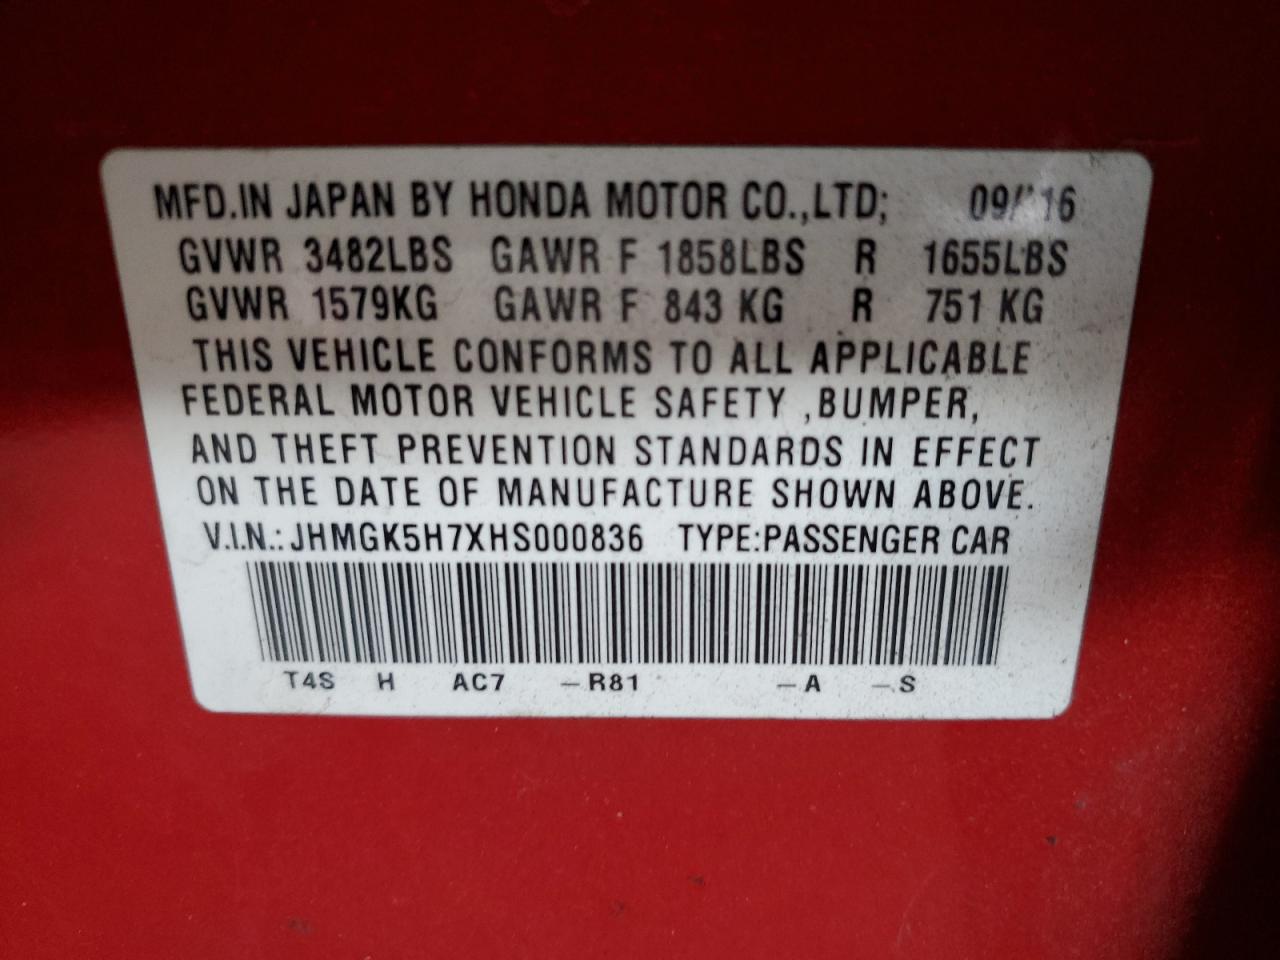 MFD.IN JAPAN BY HONDA MOTOR CO.,LTD; 09/'16
GVWR 3482LBS GAWR F 1858LBS R 1655LBS
GVWR 1579KG GAWR F 843 KG R 751 KG
THIS VEHICLE CONFORMS TO ALL APPLICABLE
FEDERAL MOTOR VEHICLE SAFETY ,BUMPER,
AND THEFT PREVENTION STANDARDS IN EFFECT
ON THE DATE OF MANUFACTURE SHOWN ABOVE.
V.I.N.: JHMGK5H7XHS000836 TYPE:PASSENGER CAR
T4S H AC7 -R81 -A -S